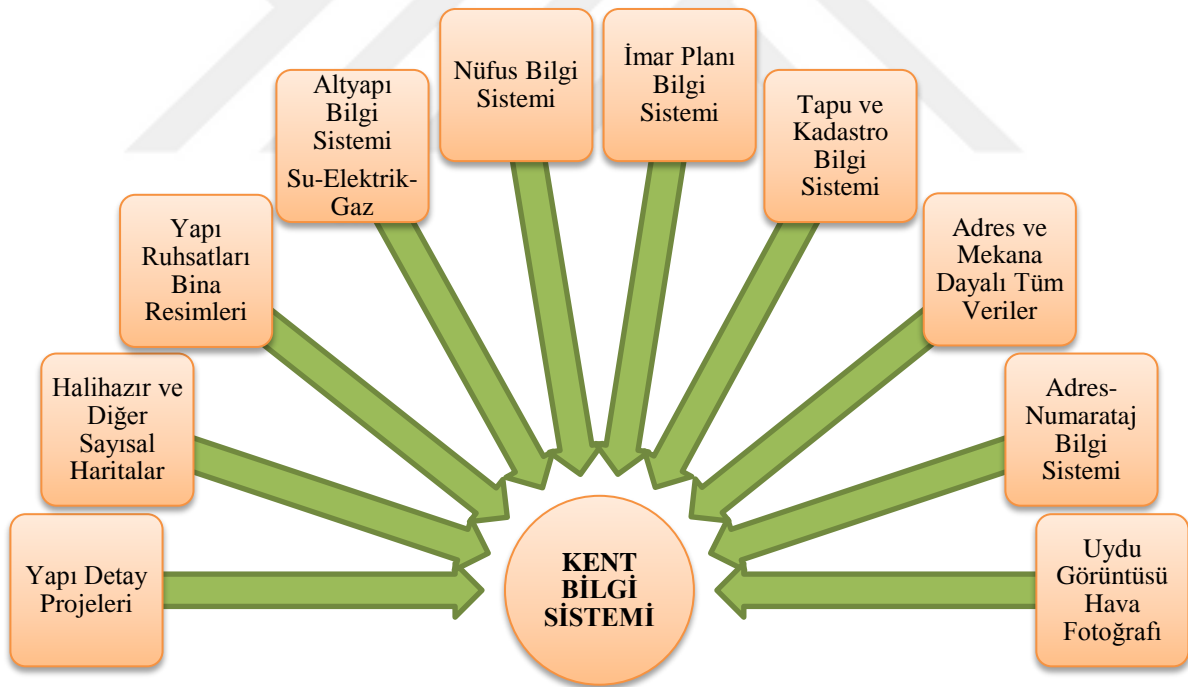 Yapı Detay
Projeleri
Halihazır ve
Diğer
Sayısal
Haritalar
Yapı
Ruhsatları
Bina
Resimleri
Altyapı
Bilgi
Sistemi
Su-Elektrik-
Gaz
Nüfus Bilgi
Sistemi
İmar Planı
Bilgi
Sistemi
Tapu ve
Kadastro
Bilgi
Sistemi
Adres ve
Mekana
Dayalı Tüm
Veriler
Adres-
Numarataj
Bilgi
Sistemi
Uydu
Görüntüsü
Hava
Fotoğrafı
KENT
BİLGİ
SİSTEMİ